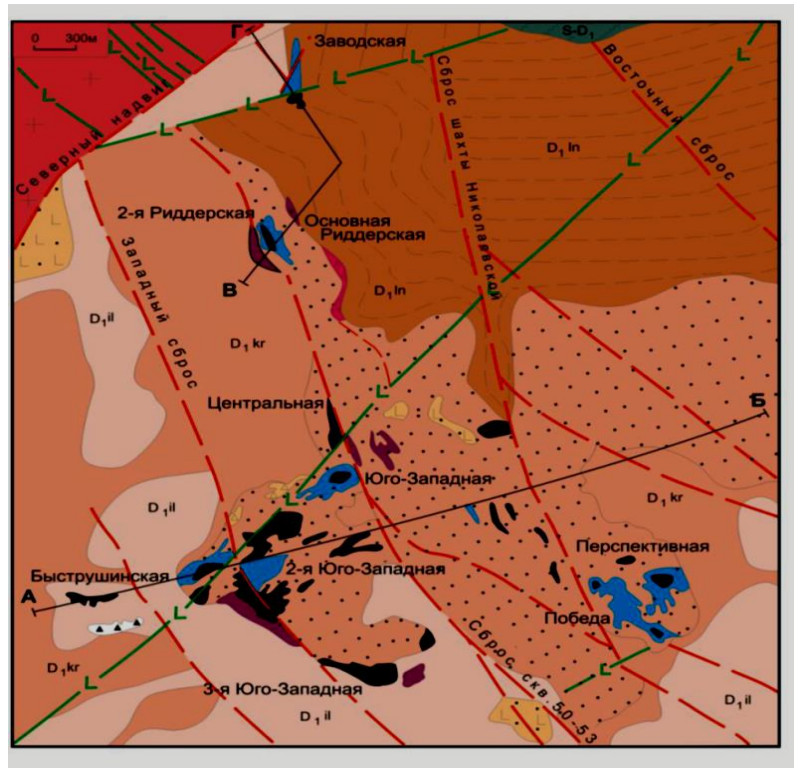 Г
Заводская
S-D₁
0 300м
Северный надвиг
Сброс шахты Николаевской
Восточный сброс
D₁ ln
2-я Риддерская
Основная
Риддерская
Западный сброс
В
D₁ ln
D₁ il
D₁ kr
Центральная
Б
Юго-Западная
D₁ kr
D₁ il
Перспективная
Быструшинская
2-я Юго-Западная
А
Победа
Сброс скв. 50-53
D₁ kr
3-я Юго-Западная
D₁ il
D₁ il